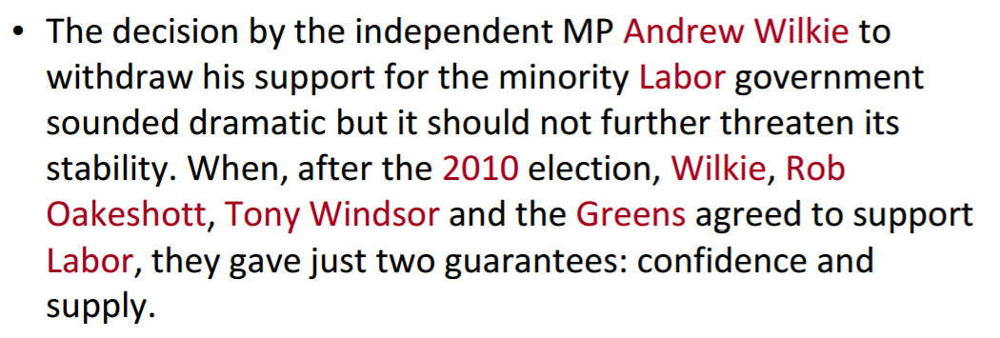 • The decision by the independent MP Andrew Wilkie to
withdraw his support for the minority Labor government
sounded dramatic but it should not further threaten its
stability. When, after the 2010 election, Wilkie, Rob
Oakeshott, Tony Windsor and the Greens agreed to support
Labor, they gave just two guarantees: confidence and
supply.